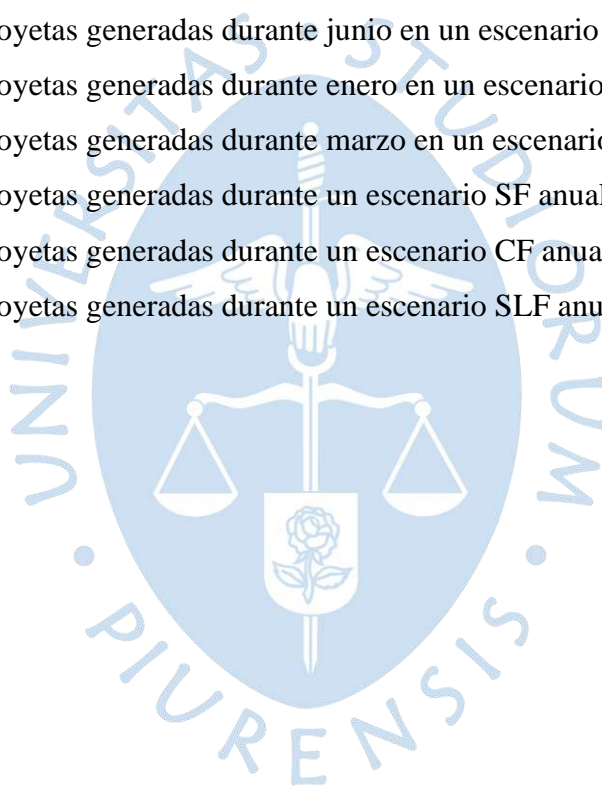 oyetas generadas durante junio en un escenario
oyetas generadas durante enero en un escenario
oyetas generadas durante marzo en un escenario
oyetas generadas durante un escenario SF anual
oyetas generadas durante un escenario CF anua
oyetas generadas durante un escenario SLF anu
UNIVERSITAS STUDIORUM
PIURENSIS